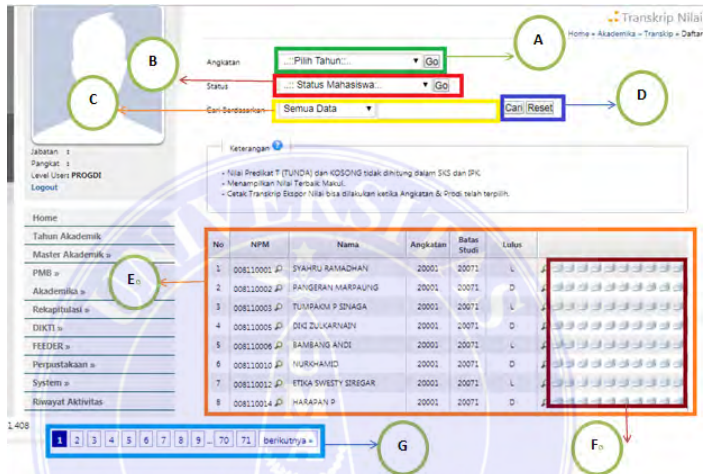 Transkrip Nilai
Home » Akademika » Transkip » Daftar
A
B
C
D
Angkatan ..::Pilih Tahun::.. Go
Status ..:: Status Mahasiswa::.. Go
Cari Berdasarkan Semua Data Cari Reset
Keterangan
- Nilai Predikat T (TUNDA) dan KOSONG tidak dihitung dalam SKS dan IPK.
- Menampilkan Nilai Terbaik Makul.
- Cetak Transkrip Ekspor Nilai bisa dilakukan ketika Angkatan & Prodi telah terpilih.
Jabatan :
Pangkat :
Level User: PROGDI
Logout
Home
Tahun Akademik
Master Akademik »
PMB »
Akademika »
Rekapitulasi »
DIKTI »
FEEDER »
Perpustakaan »
System »
Riwayat Aktivitas
E
No NPM Nama Angkatan Batas Studi Lulus
1 008110001 SYAHRU RAMADHAN 20001 20071 L
2 008110002 PANGERAN MARPAUNG 20001 20071 D
3 008110003 TUMPAKM P SINAGA 20001 20071 L
4 008110005 DIKI ZULKARNAIN 20001 20071 D
5 008110006 BAMBANG ANDI 20001 20071 L
6 008110010 NURKHAMID 20001 20071 D
7 008110012 ETIKA SWESTY SIREGAR 20001 20071 L
8 008110014 HARAPAN P 20001 20071 D
1,408
1 2 3 4 5 6 7 8 9 ... 70 71 berikutnya »
G
F
UNIVERSITAS